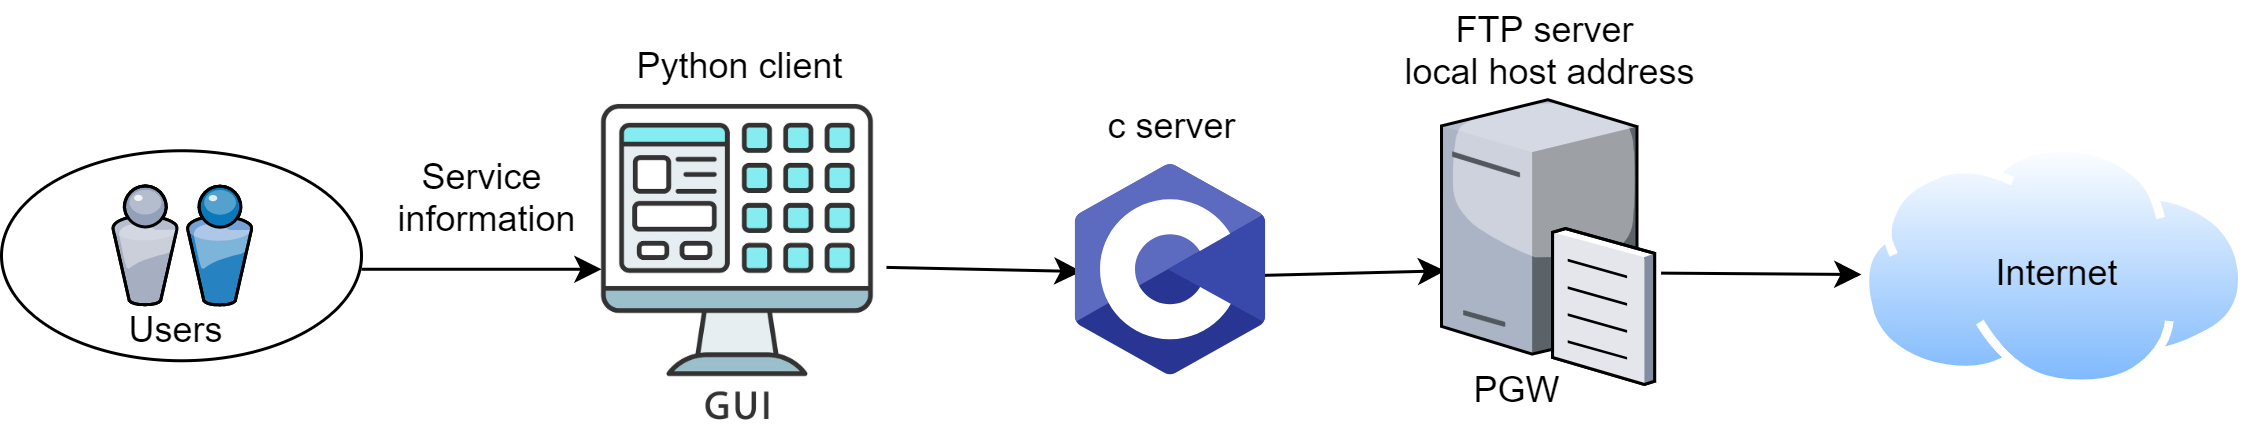 Users
Service
information
Python client
GUI
c server
FTP server
local host address
PGW
Internet